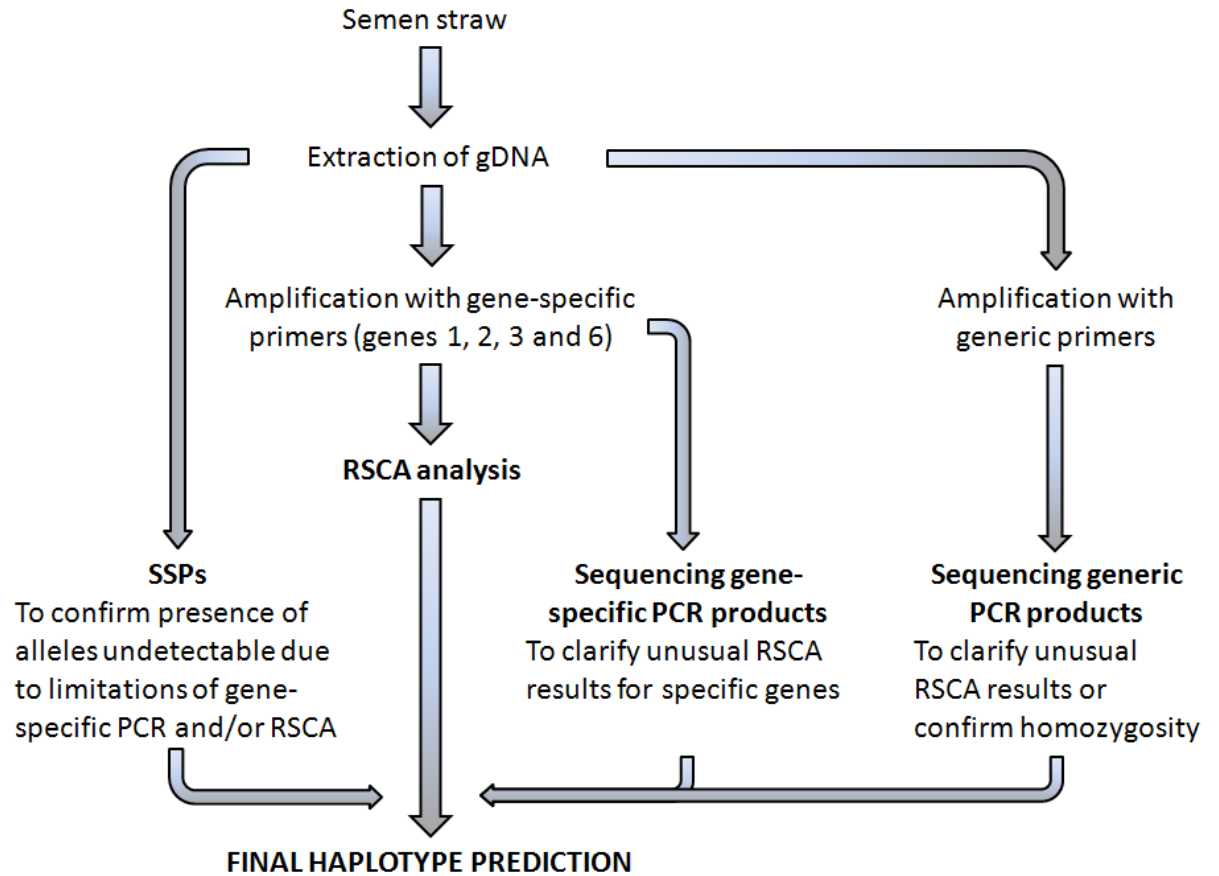 Semen straw
Extraction of gDNA
Amplification with gene-specific
primers (genes 1, 2, 3 and 6)
Amplification with
generic primers
RSCA analysis
SSPs
To confirm presence of
alleles undetectable due
to limitations of gene-
specific PCR and/or RSCA
Sequencing gene-
specific PCR products
To clarify unusual RSCA
results for specific genes
Sequencing generic
PCR products
To clarify unusual
RSCA results or
confirm homozygosity
FINAL HAPLOTYPE PREDICTION